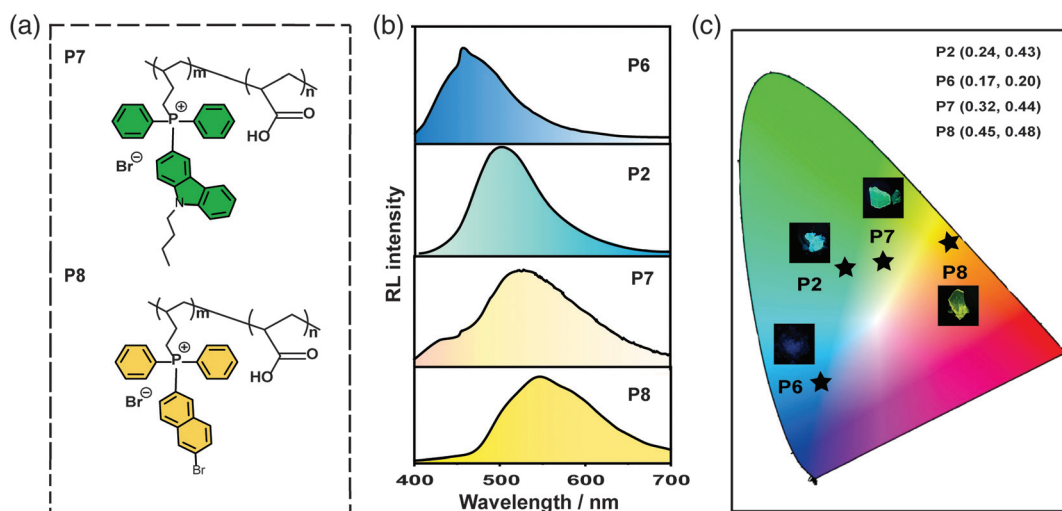 (a)
P7
m
n
P
⊕
O
HO
Br⊖
N
P8
m
n
P
⊕
O
HO
Br⊖
Br
(b)
P6
P2
P7
P8
RL intensity
400 500 600 700
Wavelength / nm
(c)
P2 (0.24, 0.43)
P6 (0.17, 0.20)
P7 (0.32, 0.44)
P8 (0.45, 0.48)
P7
P2
P8
P6